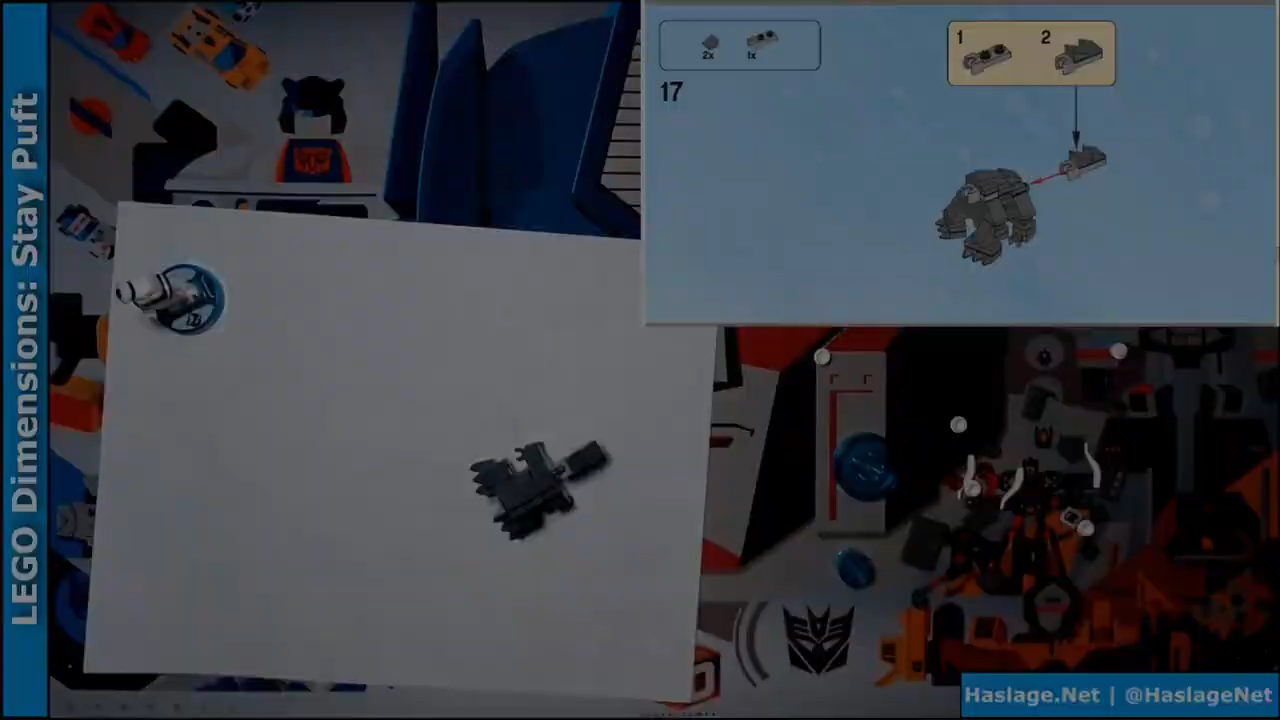 LEGO Dimensions: Stay Puft
2x
1x
1
2
17
Haslage.Net | @HaslageNet